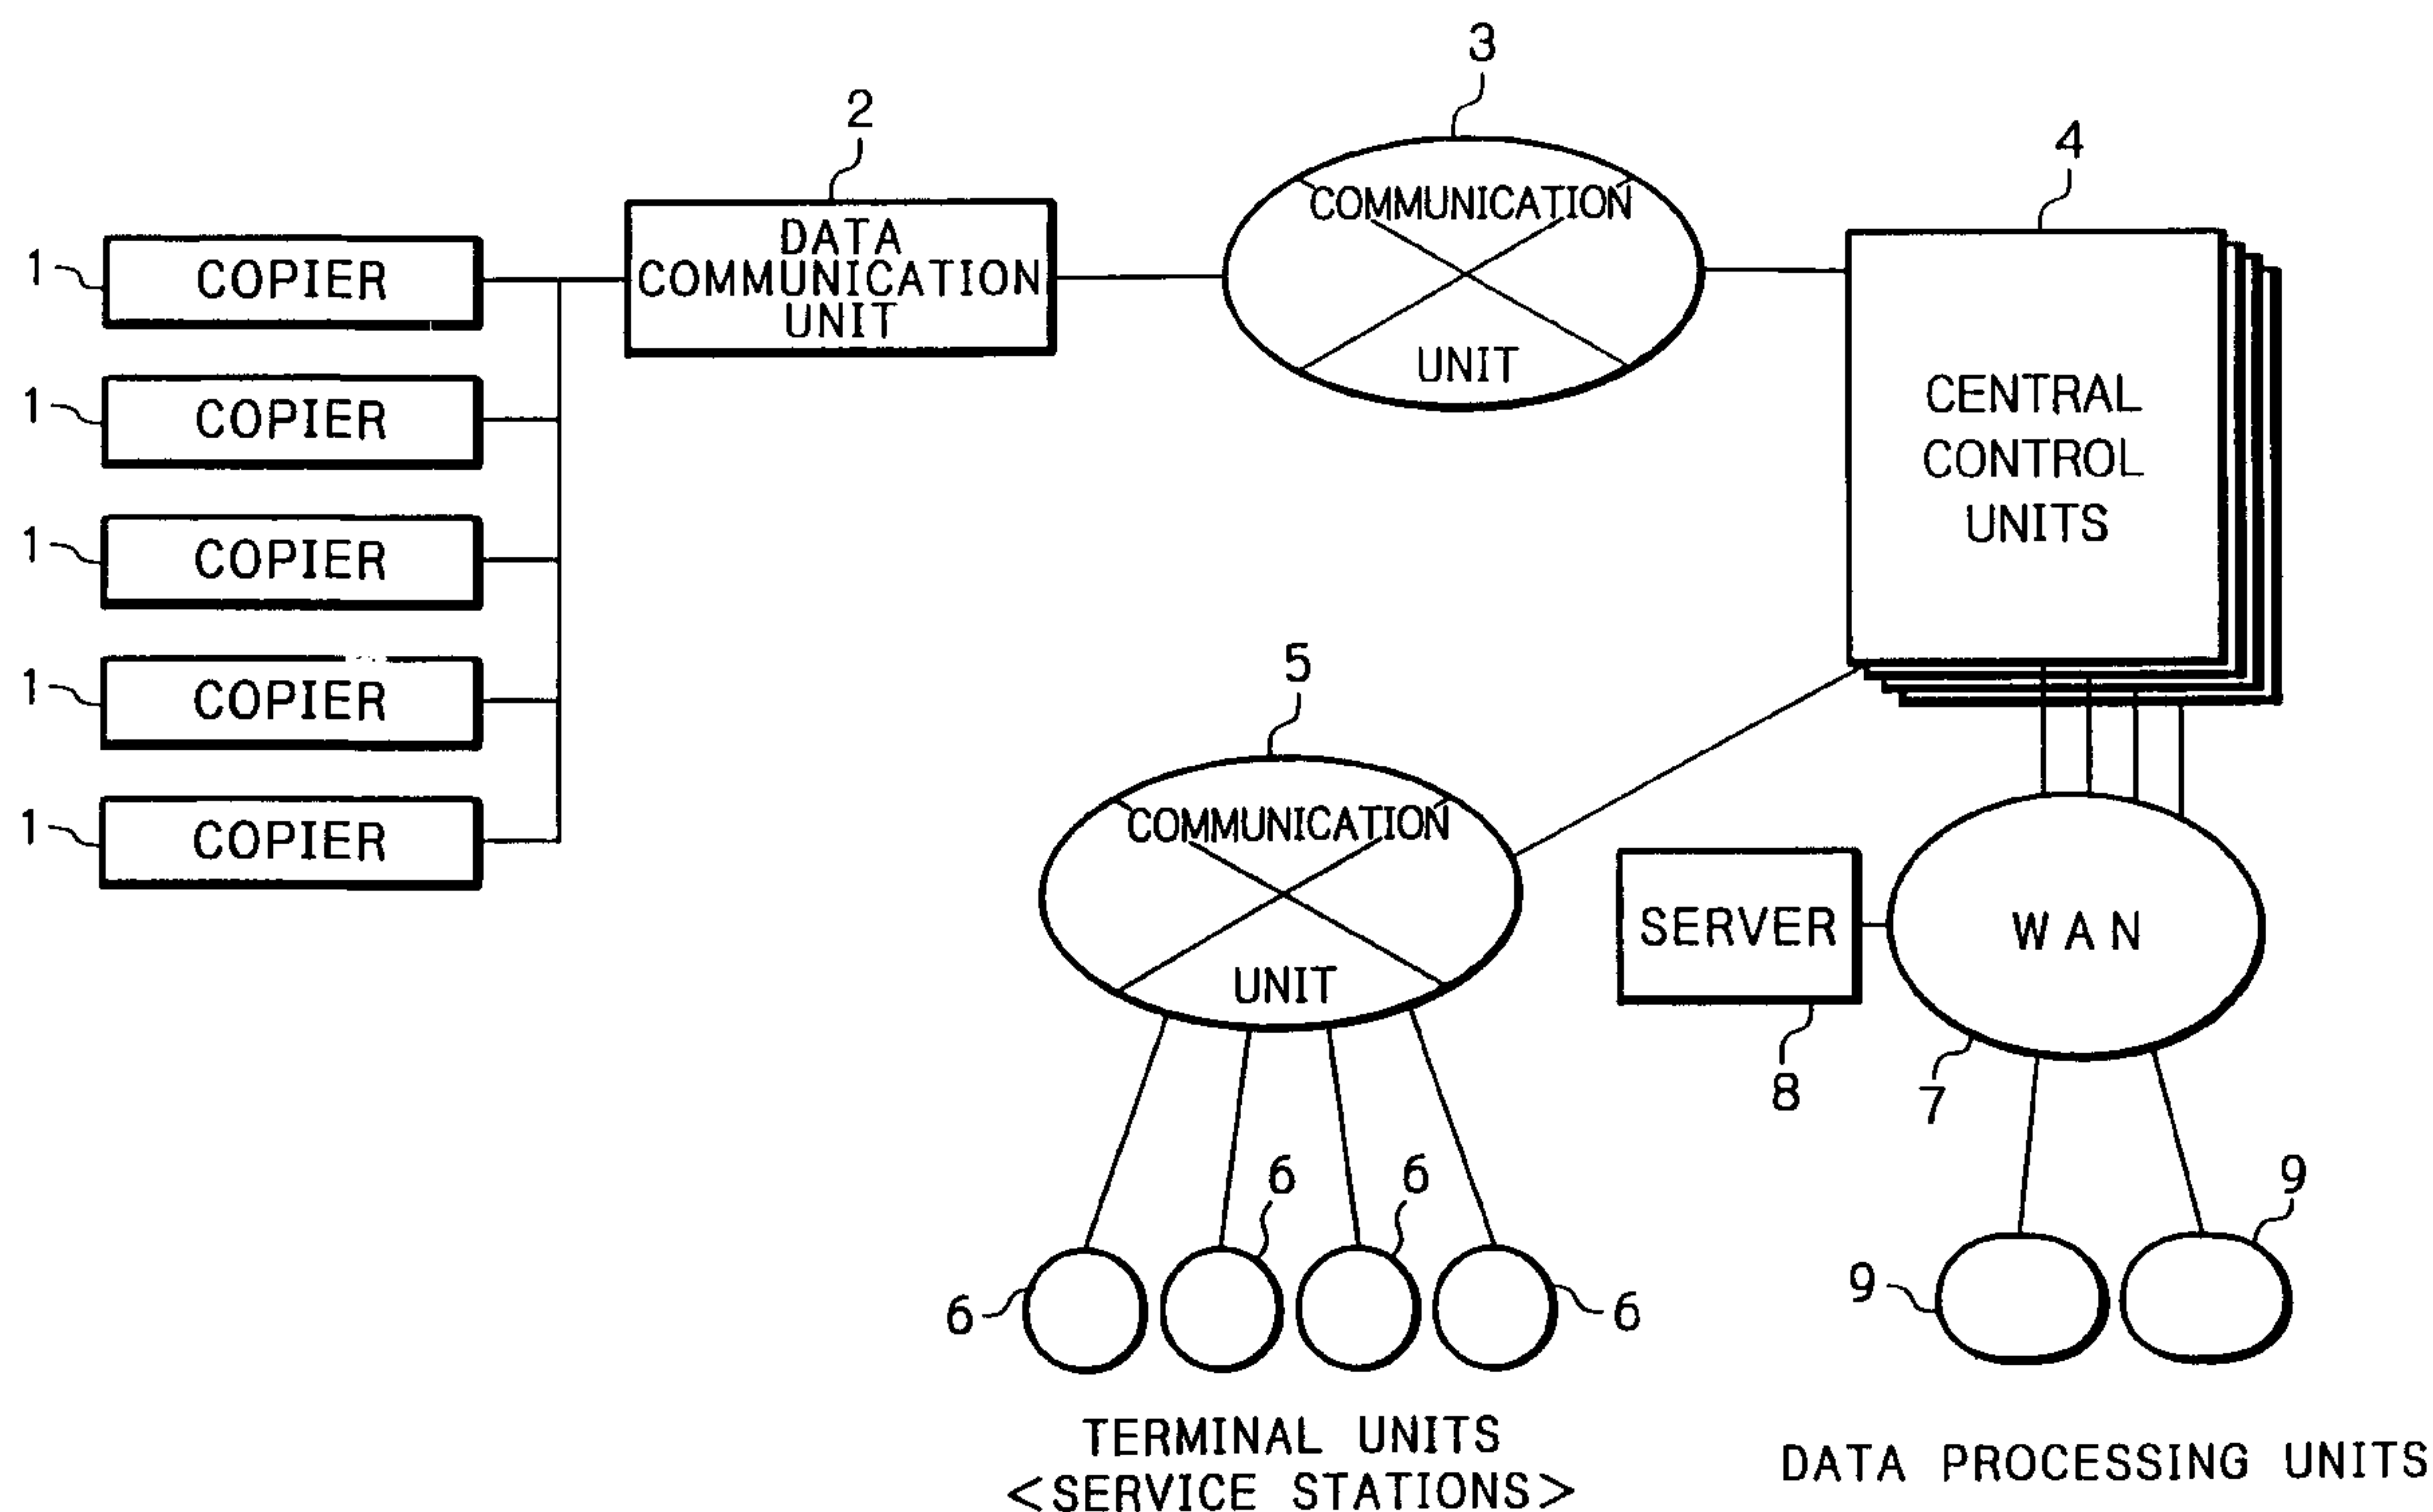 3
2
4
1
COPIER
DATA
COMMUNICATION
UNIT
COMMUNICATION
UNIT
1
COPIER
CENTRAL
CONTROL
UNITS
1
COPIER
1
COPIER
5
1
COPIER
COMMUNICATION
UNIT
SERVER
WAN
8
7
6
6
6
6
9
9
TERMINAL UNITS
<SERVICE STATIONS>
DATA PROCESSING UNITS